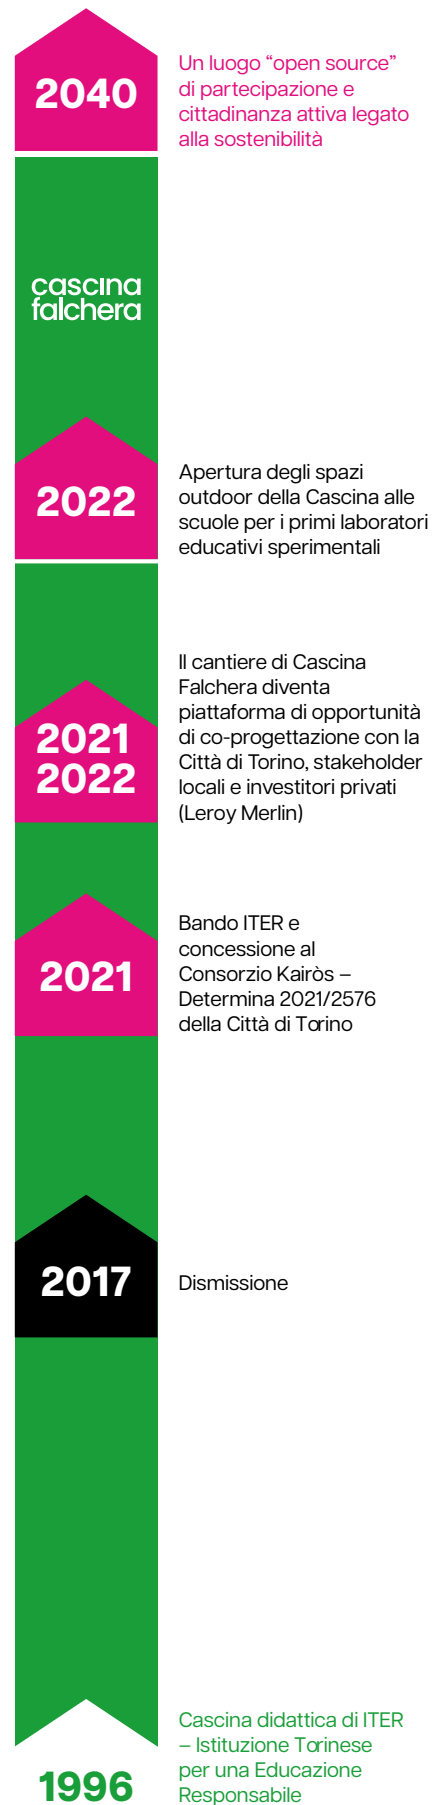 2040
Un luogo “open source”
di partecipazione e
cittadinanza attiva legato
alla sostenibilità
cascina
falchera
2022
Apertura degli spazi
outdoor della Cascina alle
scuole per i primi laboratori
educativi sperimentali
2021
2022
Il cantiere di Cascina
Falchera diventa
piattaforma di opportunità
di co-progettazione con la
Città di Torino, stakeholder
locali e investitori privati
(Leroy Merlin)
2021
Bando ITER e
concessione al
Consorzio Kairòs –
Determina 2021/2576
della Città di Torino
2017
Dismissione
1996
Cascina didattica di ITER
– Istituzione Torinese
per una Educazione
Responsabile